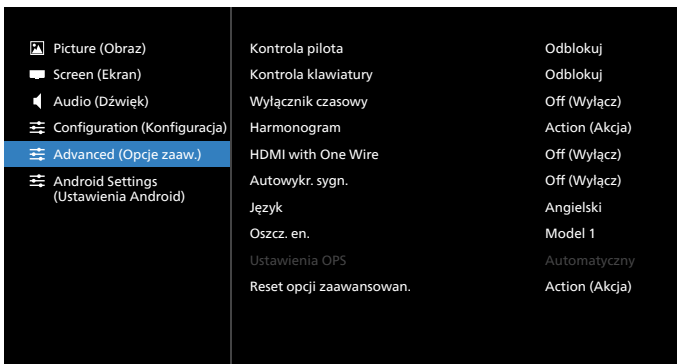 Picture (Obraz)
Screen (Ekran)
Audio (Dźwięk)
Configuration (Konfiguracja)
Advanced (Opcje zaaw.)
Android Settings
(Ustawienia Android)
Kontrola pilota Odblokuj
Kontrola klawiatury Odblokuj
Wyłącznik czasowy Off (Wyłącz)
Harmonogram Action (Akcja)
HDMI with One Wire Off (Wyłącz)
Autowykr. sygn. Off (Wyłącz)
Język Angielski
Oszcz. en. Model 1
Ustawienia OPS Automatyczny
Reset opcji zaawansowan. Action (Akcja)